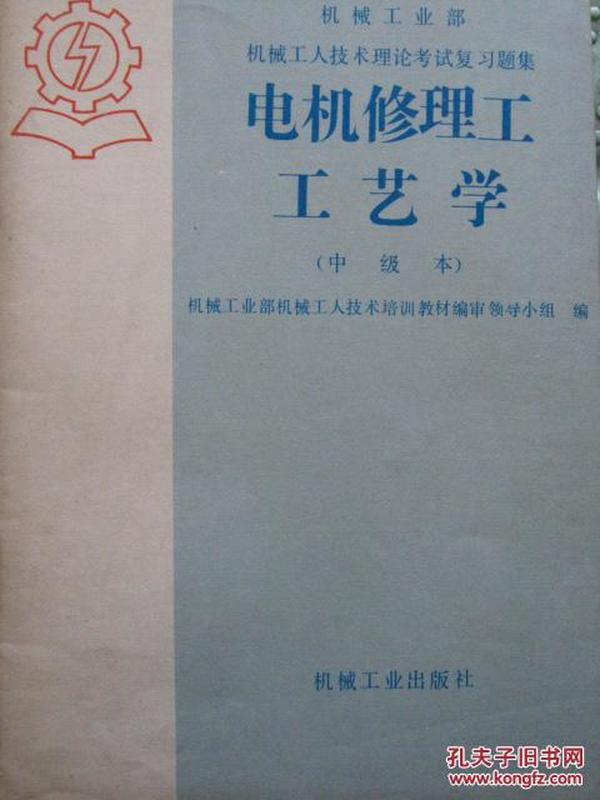 机械工业部
机械工人技术理论考试复习题集
电机修理工
工艺学
（中级本）
机械工业部机械工人技术培训教材编审领导小组 编
机械工业出版社
孔夫子旧书网
www.kongfz.com